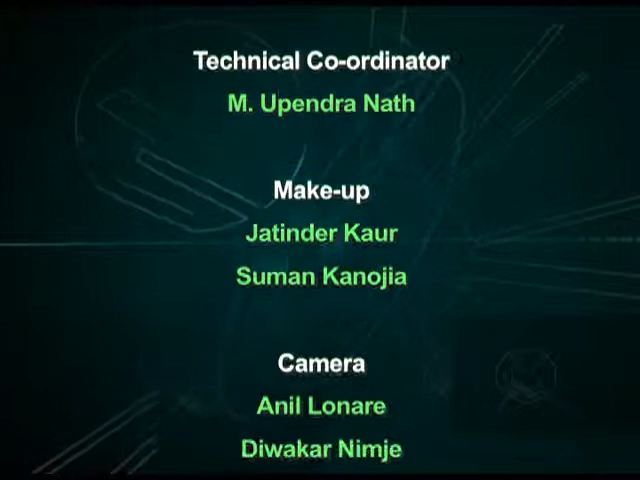 Technical Co-ordinator
M. Upendra Nath
Make-up
Jatinder Kaur
Suman Kanojia
Camera
Anil Lonare
Diwakar Nimje